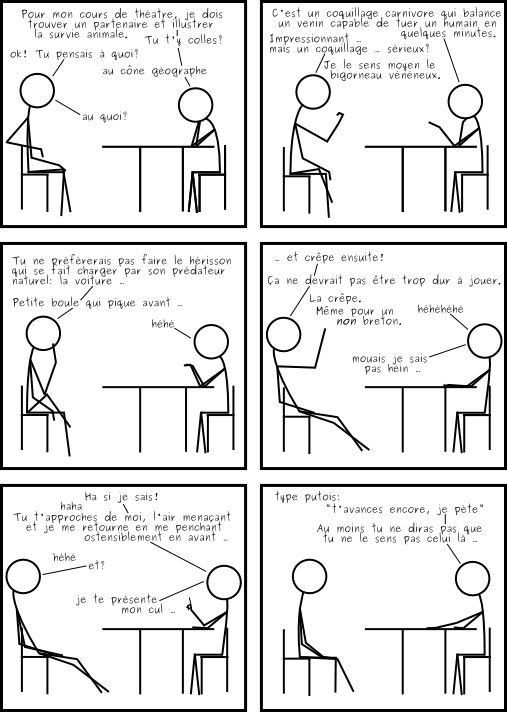 Pour mon cours de théatre, je dois
trouver un partenaire et illustrer
la survie animale.
Tu t'y colles?
ok! Tu pensais à quoi?
au cône géographe
au quoi?
C'est un coquillage carnivore qui balance
un venin capable de tuer un humain en
quelques minutes.
Impressionnant ..
mais un coquillage .. sérieux?
Je le sens moyen le
bigorneau vénéneux.
Tu ne préfèrerais pas faire le hérisson
qui se fait charger par son prédateur
naturel: la voiture ..
Petite boule qui pique avant ..
héhé
.. et crêpe ensuite!
Ça ne devrait pas être trop dur à jouer.
La crêpe.
Même pour un
non breton.
héhéhéhé
mouais je sais
pas hein ..
Ha si je sais!
haha
Tu t'approches de moi, l'air menaçant
et je me retourne en me penchant
ostensiblement en avant ..
héhé
et?
je te présente
mon cul ..
type putois:
"t'avances encore, je pète"
Au moins tu ne diras pas que
tu ne le sens pas celui là ..